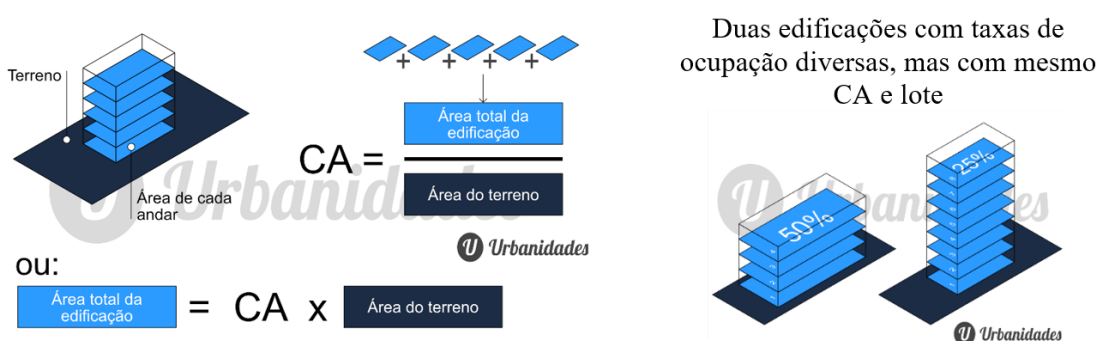 Terreno
Área de cada
andar
CA =
+ + + +
Área total da
edificação
Área do terreno
Urbanidades
U Urbanidades
ou:
Área total da
edificação
= CA x
Área do terreno
Duas edificações com taxas de
ocupação diversas, mas com mesmo
CA e lote
50%
25%
U Urbanidades